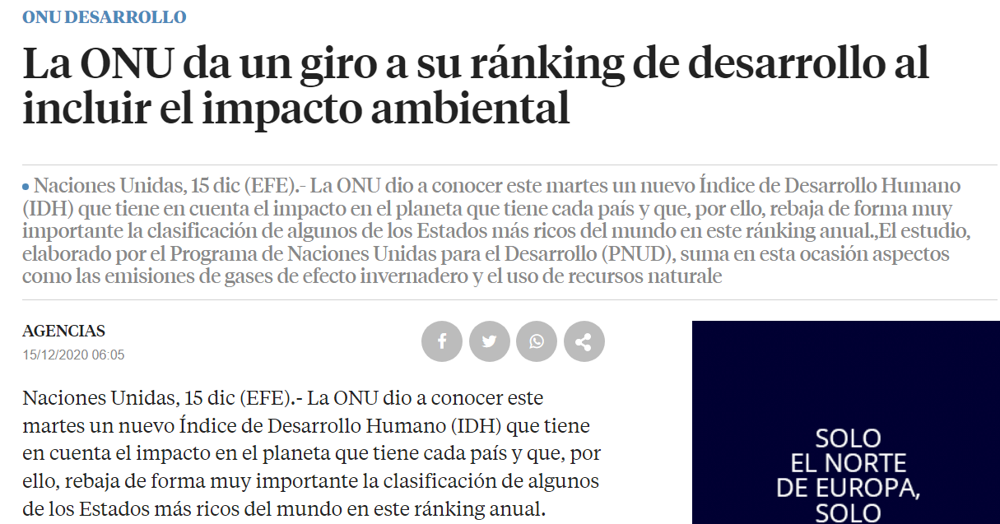 ONU DESARROLLO
La ONU da un giro a su ránking de desarrollo al
incluir el impacto ambiental
Naciones Unidas, 15 dic (EFE).- La ONU dio a conocer este martes un nuevo Índice de Desarrollo Humano
(IDH) que tiene en cuenta el impacto en el planeta que tiene cada país y que, por ello, rebaja de forma muy
importante la clasificación de algunos de los Estados más ricos del mundo en este ránking anual.,El estudio,
elaborado por el Programa de Naciones Unidas para el Desarrollo (PNUD), suma en esta ocasión aspectos
como las emisiones de gases de efecto invernadero y el uso de recursos naturale
AGENCIAS
15/12/2020 06:05
Naciones Unidas, 15 dic (EFE).- La ONU dio a conocer este
martes un nuevo Índice de Desarrollo Humano (IDH) que tiene
en cuenta el impacto en el planeta que tiene cada país y que, por
ello, rebaja de forma muy importante la clasificación de algunos
de los Estados más ricos del mundo en este ránking anual.
SOLO
EL NORTE
DE EUROPA,
SOLO